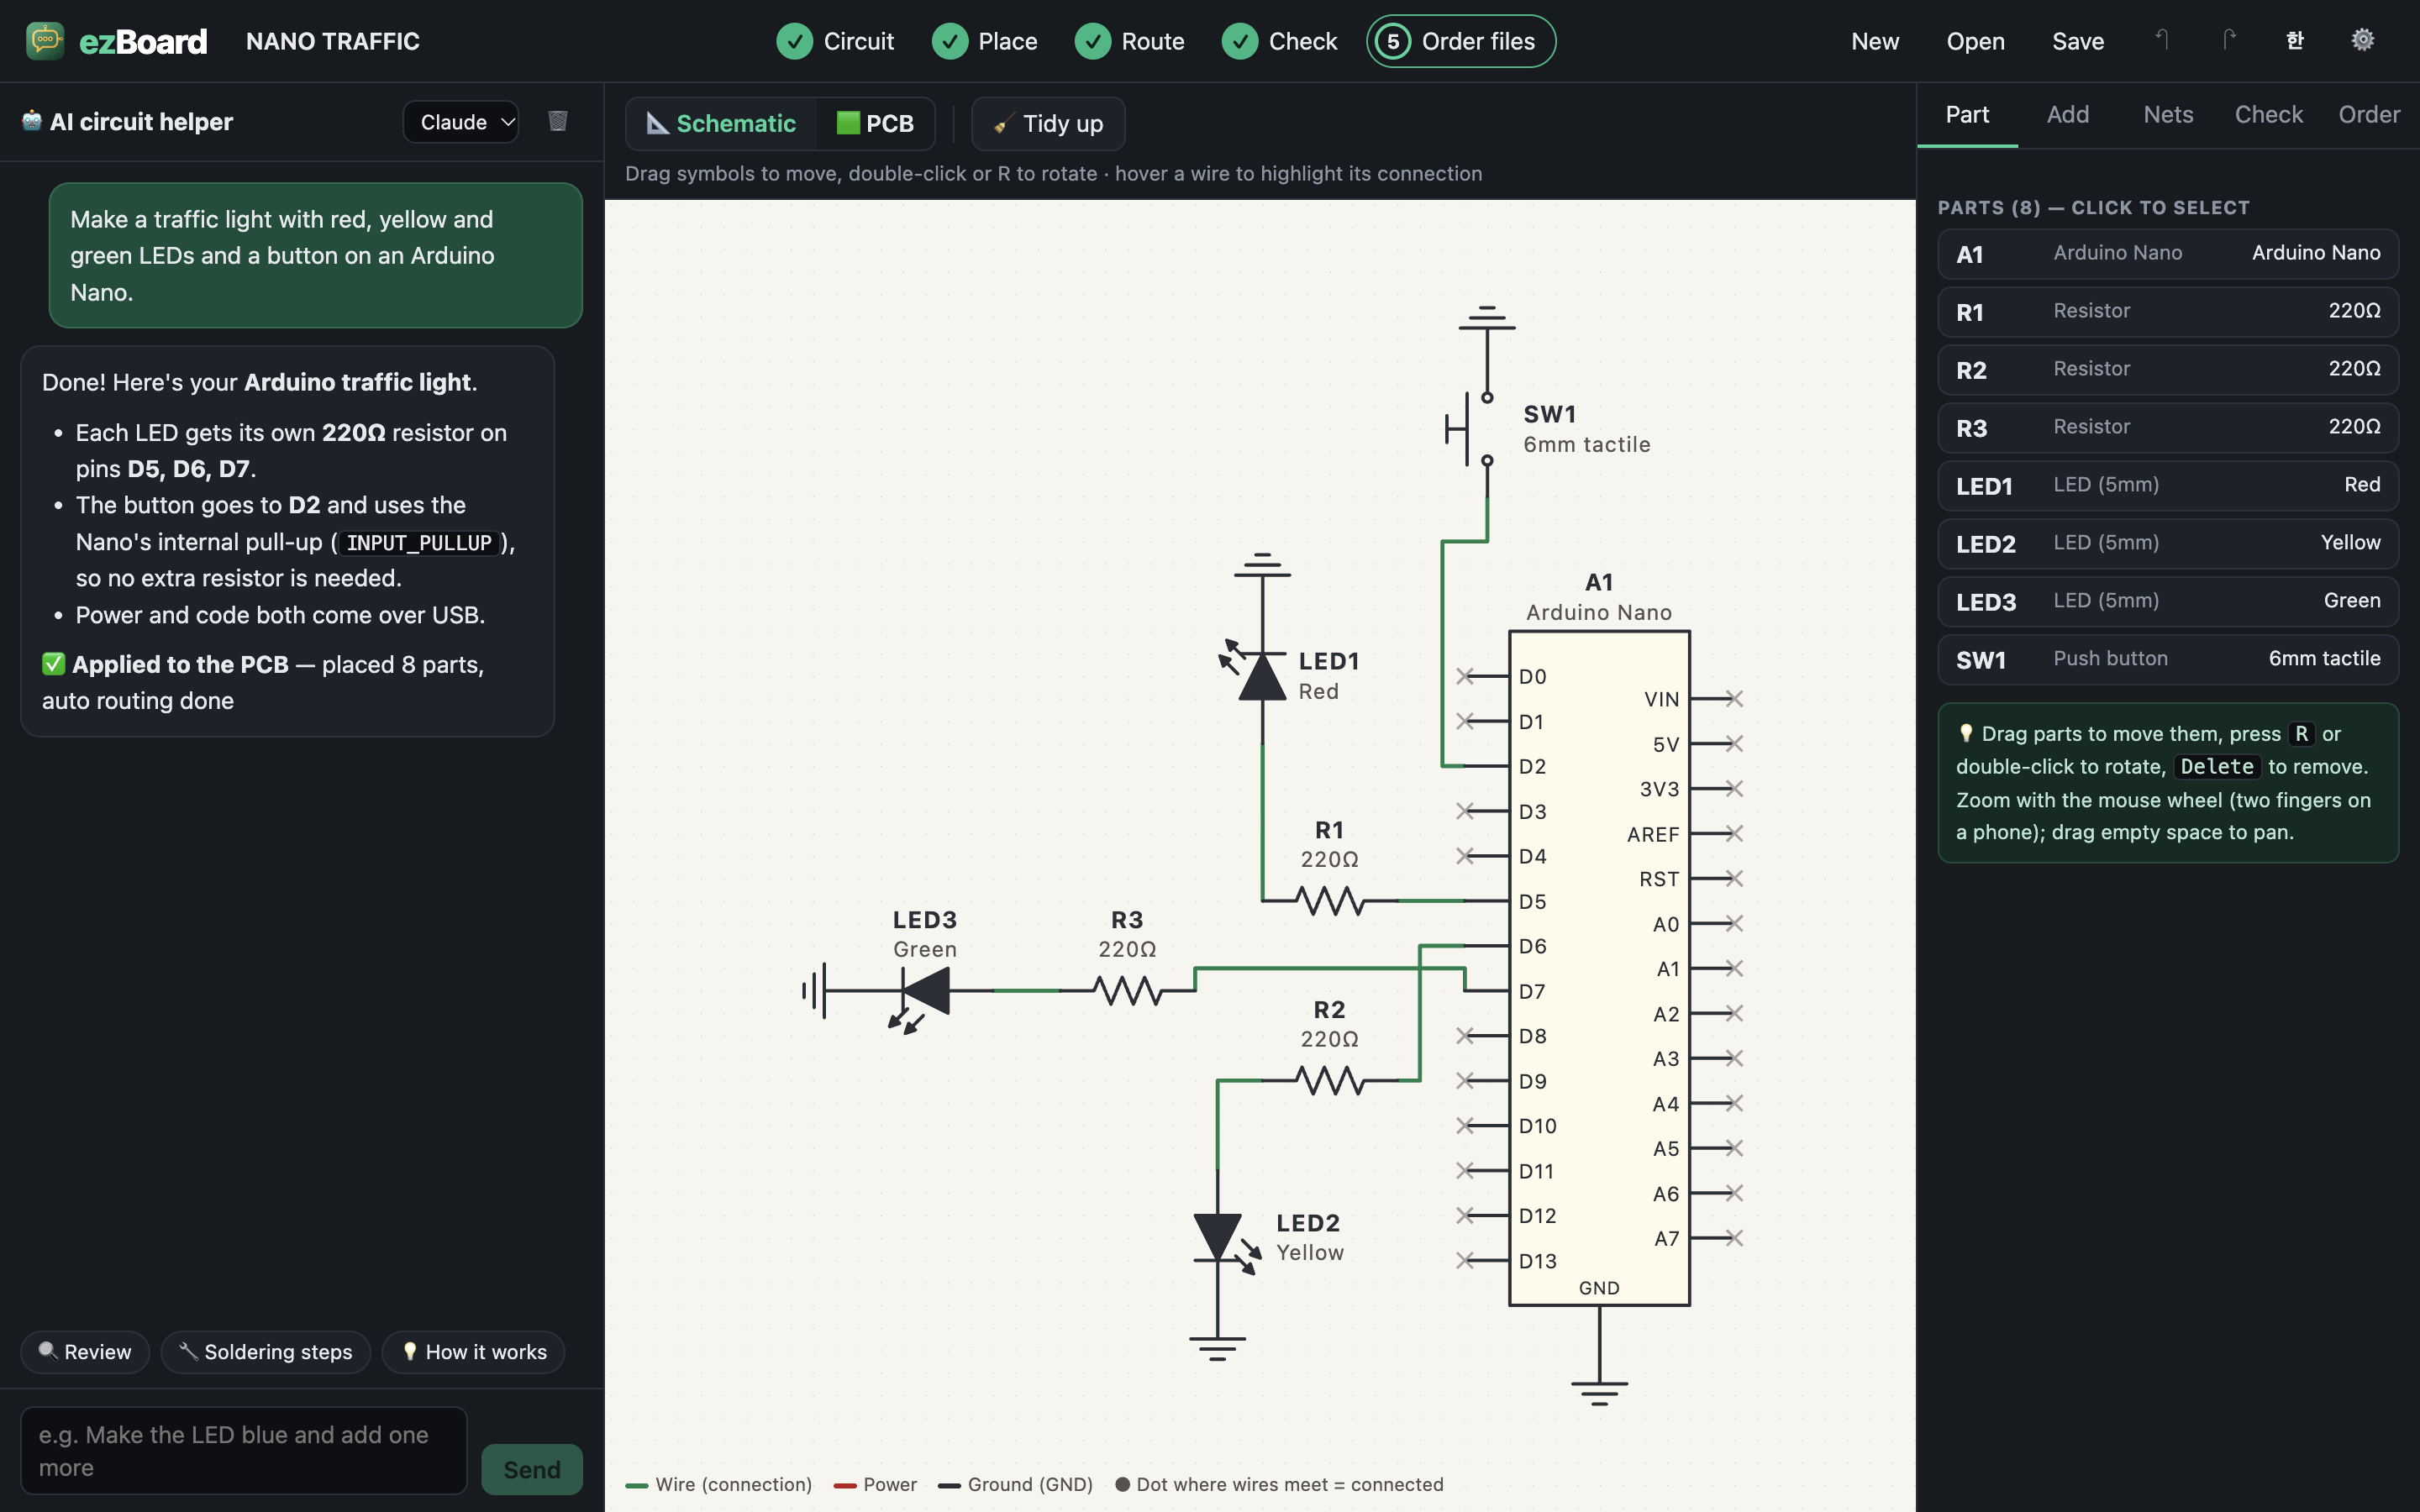 ezBoard
NANO TRAFFIC
✓ Circuit
✓ Place
✓ Route
✓ Check
5 Order files
New
Open
Save
한
AI circuit helper
Claude
Make a traffic light with red, yellow and
green LEDs and a button on an Arduino
Nano.
Done! Here's your Arduino traffic light.
• Each LED gets its own 220Ω resistor on
pins D5, D6, D7.
• The button goes to D2 and uses the
Nano's internal pull-up (INPUT_PULLUP),
so no extra resistor is needed.
• Power and code both come over USB.
✅ Applied to the PCB — placed 8 parts,
auto routing done
Review
Soldering steps
How it works
e.g. Make the LED blue and add one
more
Send
Schematic
PCB
Tidy up
Drag symbols to move, double-click or R to rotate · hover a wire to highlight its connection
SW1
6mm tactile
A1
Arduino Nano
LED1
Red
R1
220Ω
LED3
Green
R3
220Ω
R2
220Ω
LED2
Yellow
D0
D1
D2
D3
D4
D5
D6
D7
D8
D9
D10
D11
D12
D13
VIN
5V
3V3
AREF
RST
A0
A1
A2
A3
A4
A5
A6
A7
GND
Wire (connection)
Power
Ground (GND)
Dot where wires meet = connected
Part
Add
Nets
Check
Order
PARTS (8) — CLICK TO SELECT
A1 Arduino Nano Arduino Nano
R1 Resistor 220Ω
R2 Resistor 220Ω
R3 Resistor 220Ω
LED1 LED (5mm) Red
LED2 LED (5mm) Yellow
LED3 LED (5mm) Green
SW1 Push button 6mm tactile
💡 Drag parts to move them, press R or
double-click to rotate, Delete to remove.
Zoom with the mouse wheel (two fingers on
a phone); drag empty space to pan.